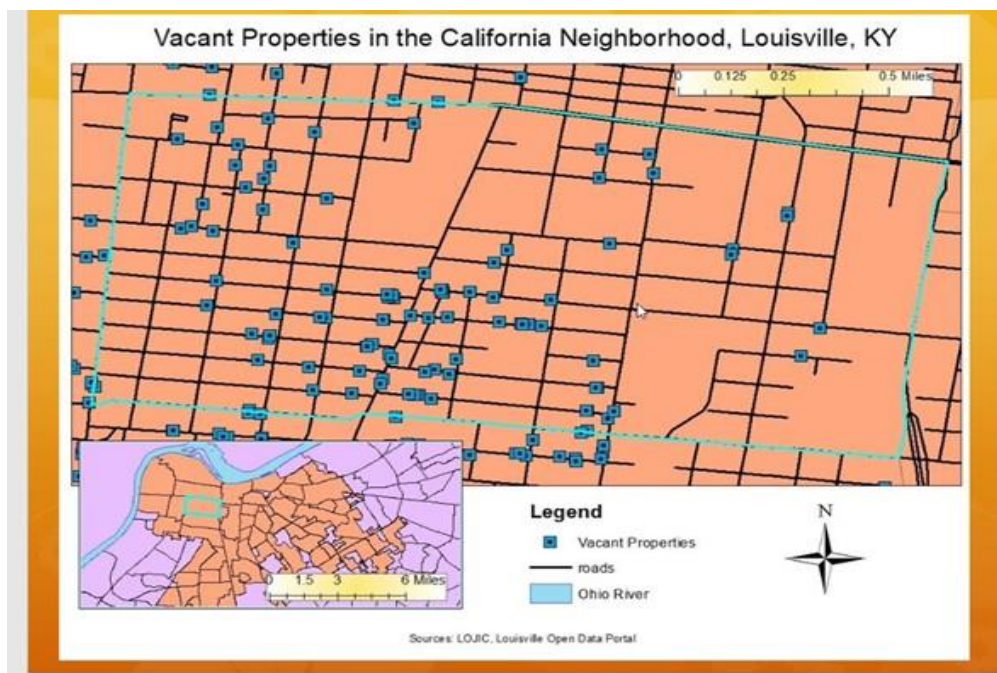 Vacant Properties in the California Neighborhood, Louisville, KY
0 0.125 0.25 0.5 Miles
0 1.5 3 6 Miles
Legend
Vacant Properties
roads
Ohio River
N
Sources: LOJIC, Louisville Open Data Portal